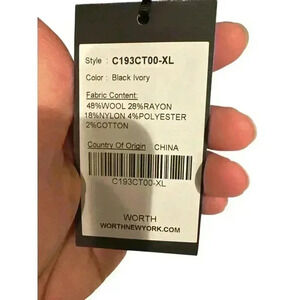 Style : C193CT00-XL
Color : Black Ivory
Fabric Content:
48%WOOL 28%RAYON
18%NYLON 4%POLYESTER
2%COTTON
Country Of Origin CHINA
C193CT00-XL
WORTH
WORTHNEWYORK.COM